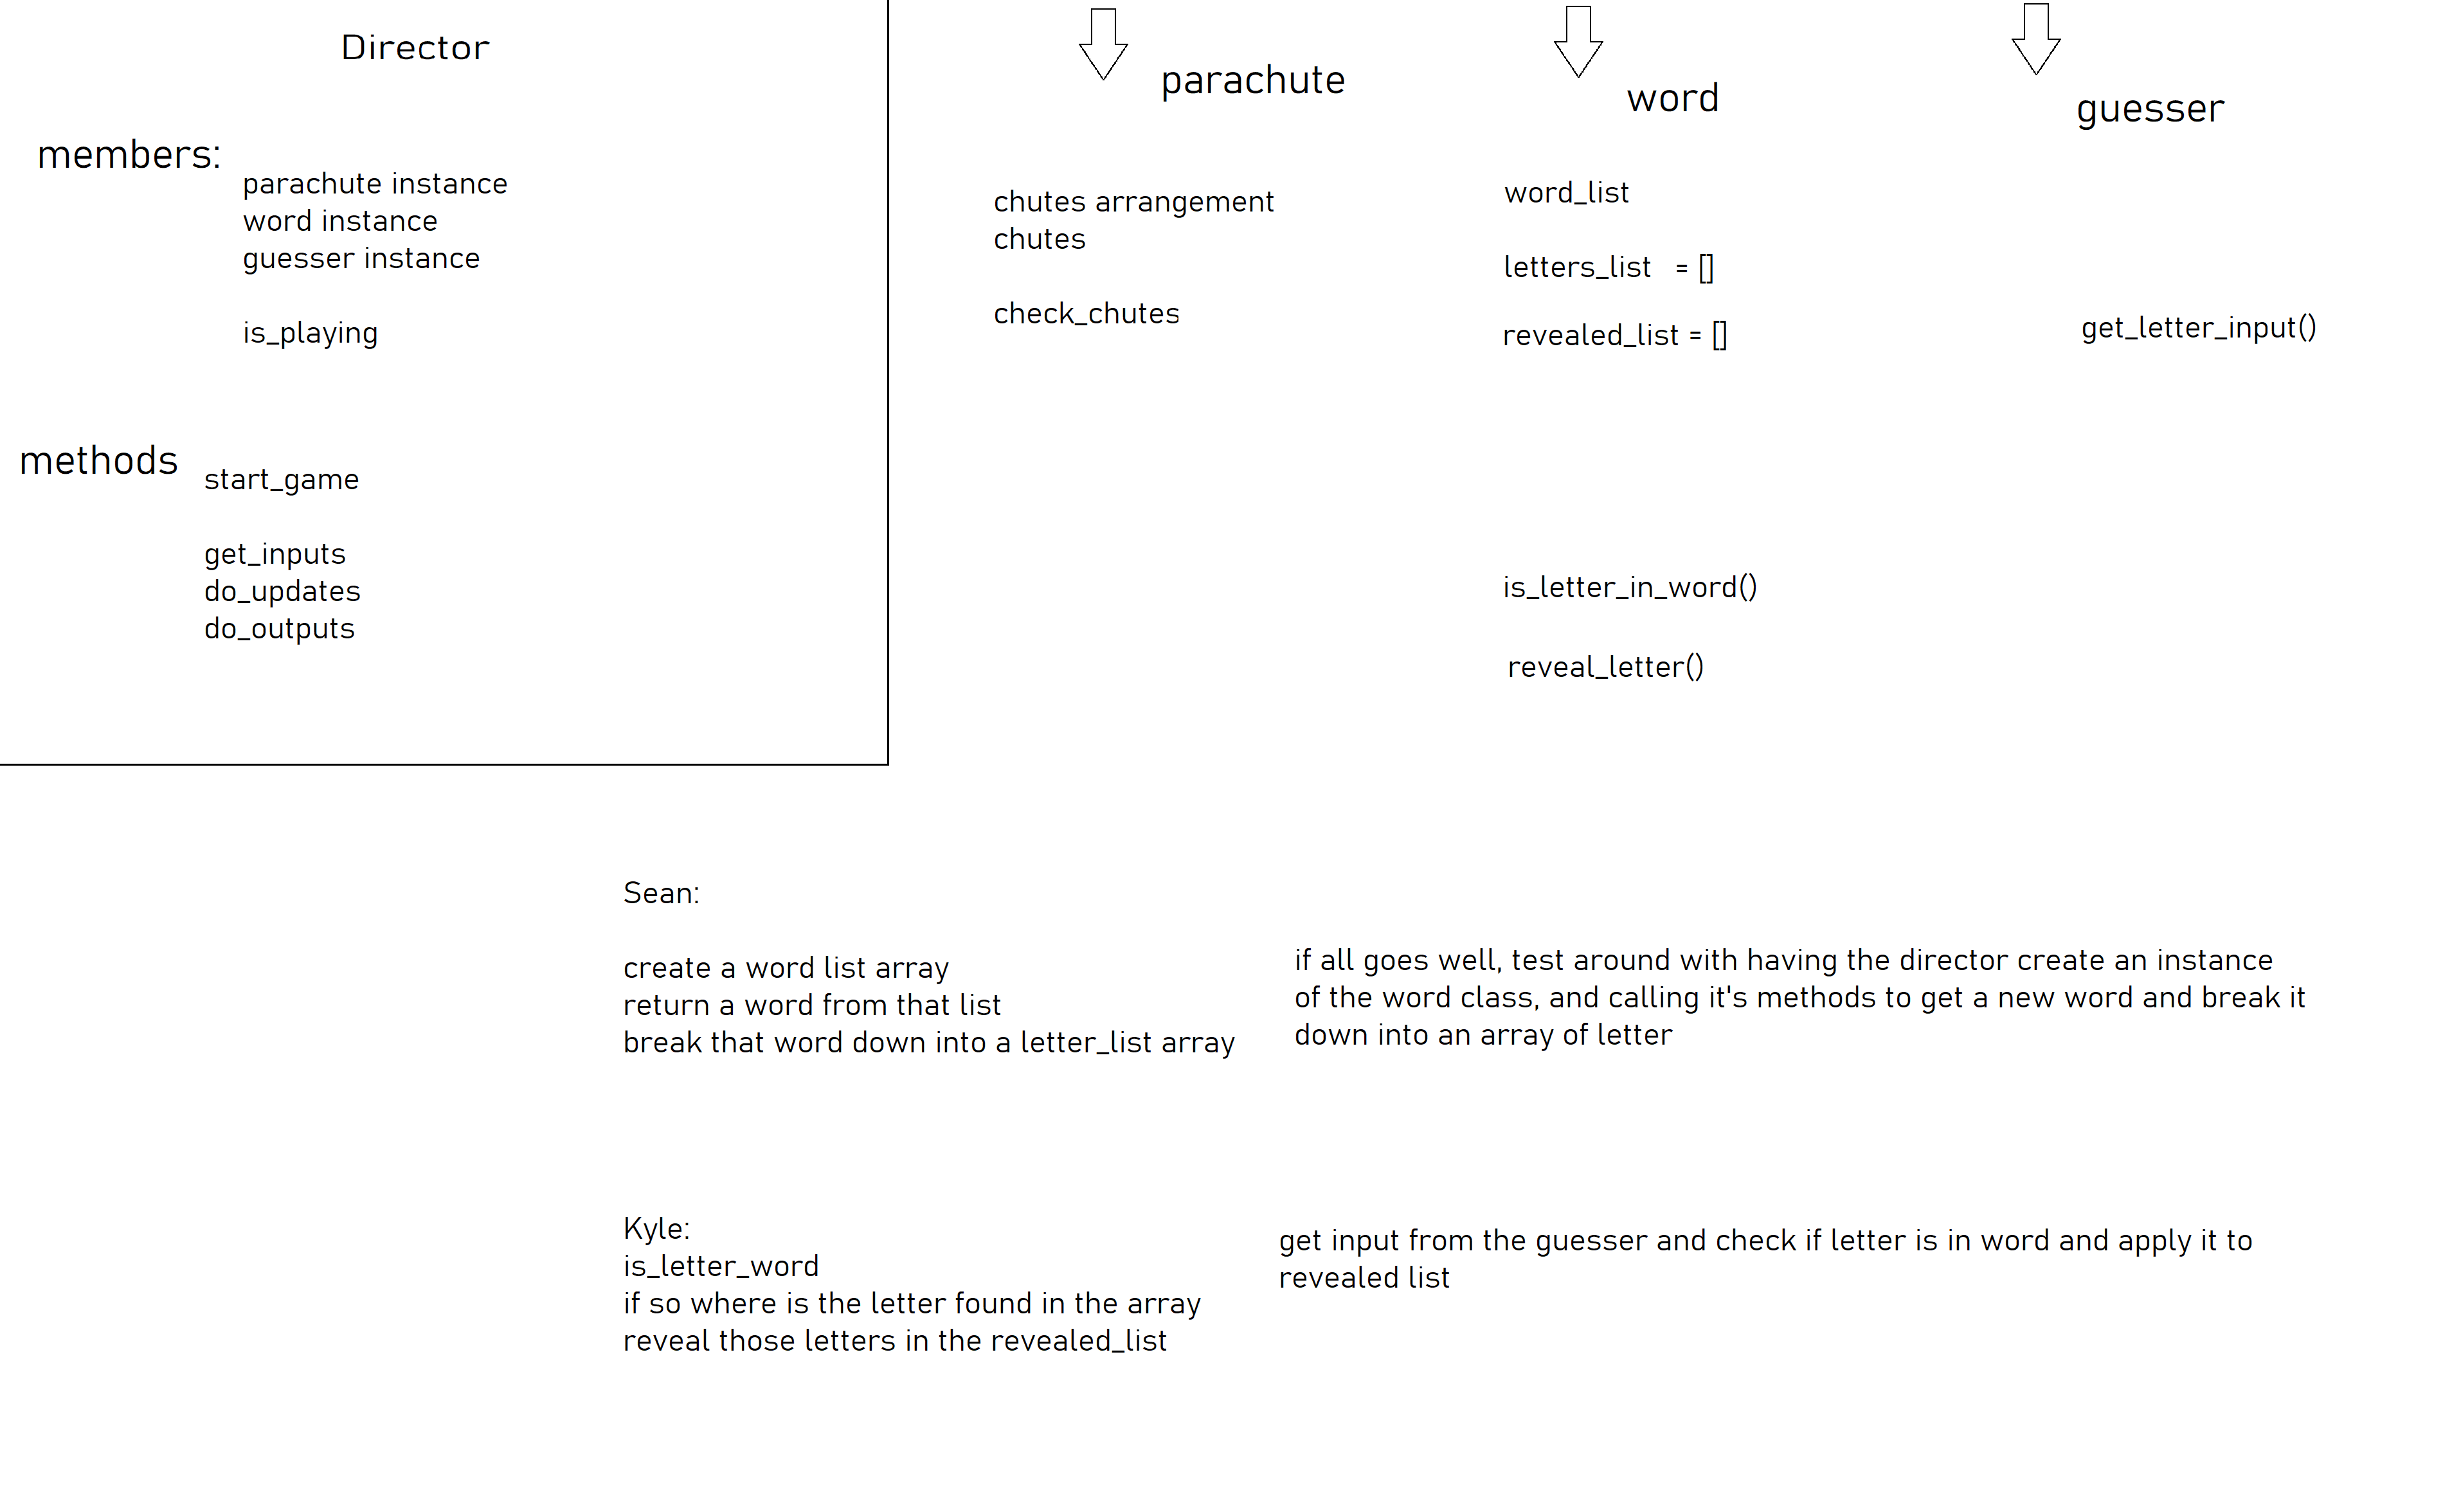 Director
members:
parachute instance
word instance
guesser instance
is_playing
methods
start_game
get_inputs
do_updates
do_outputs
parachute
chutes arrangement
chutes
check_chutes
word
word_list
letters_list = []
revealed_list = []
is_letter_in_word()
reveal_letter()
guesser
get_letter_input()
Sean:
create a word list array
return a word from that list
break that word down into a letter_list array
if all goes well, test around with having the director create an instance
of the word class, and calling it's methods to get a new word and break it
down into an array of letter
Kyle:
is_letter_word
if so where is the letter found in the array
reveal those letters in the revealed_list
get input from the guesser and check if letter is in word and apply it to
revealed list